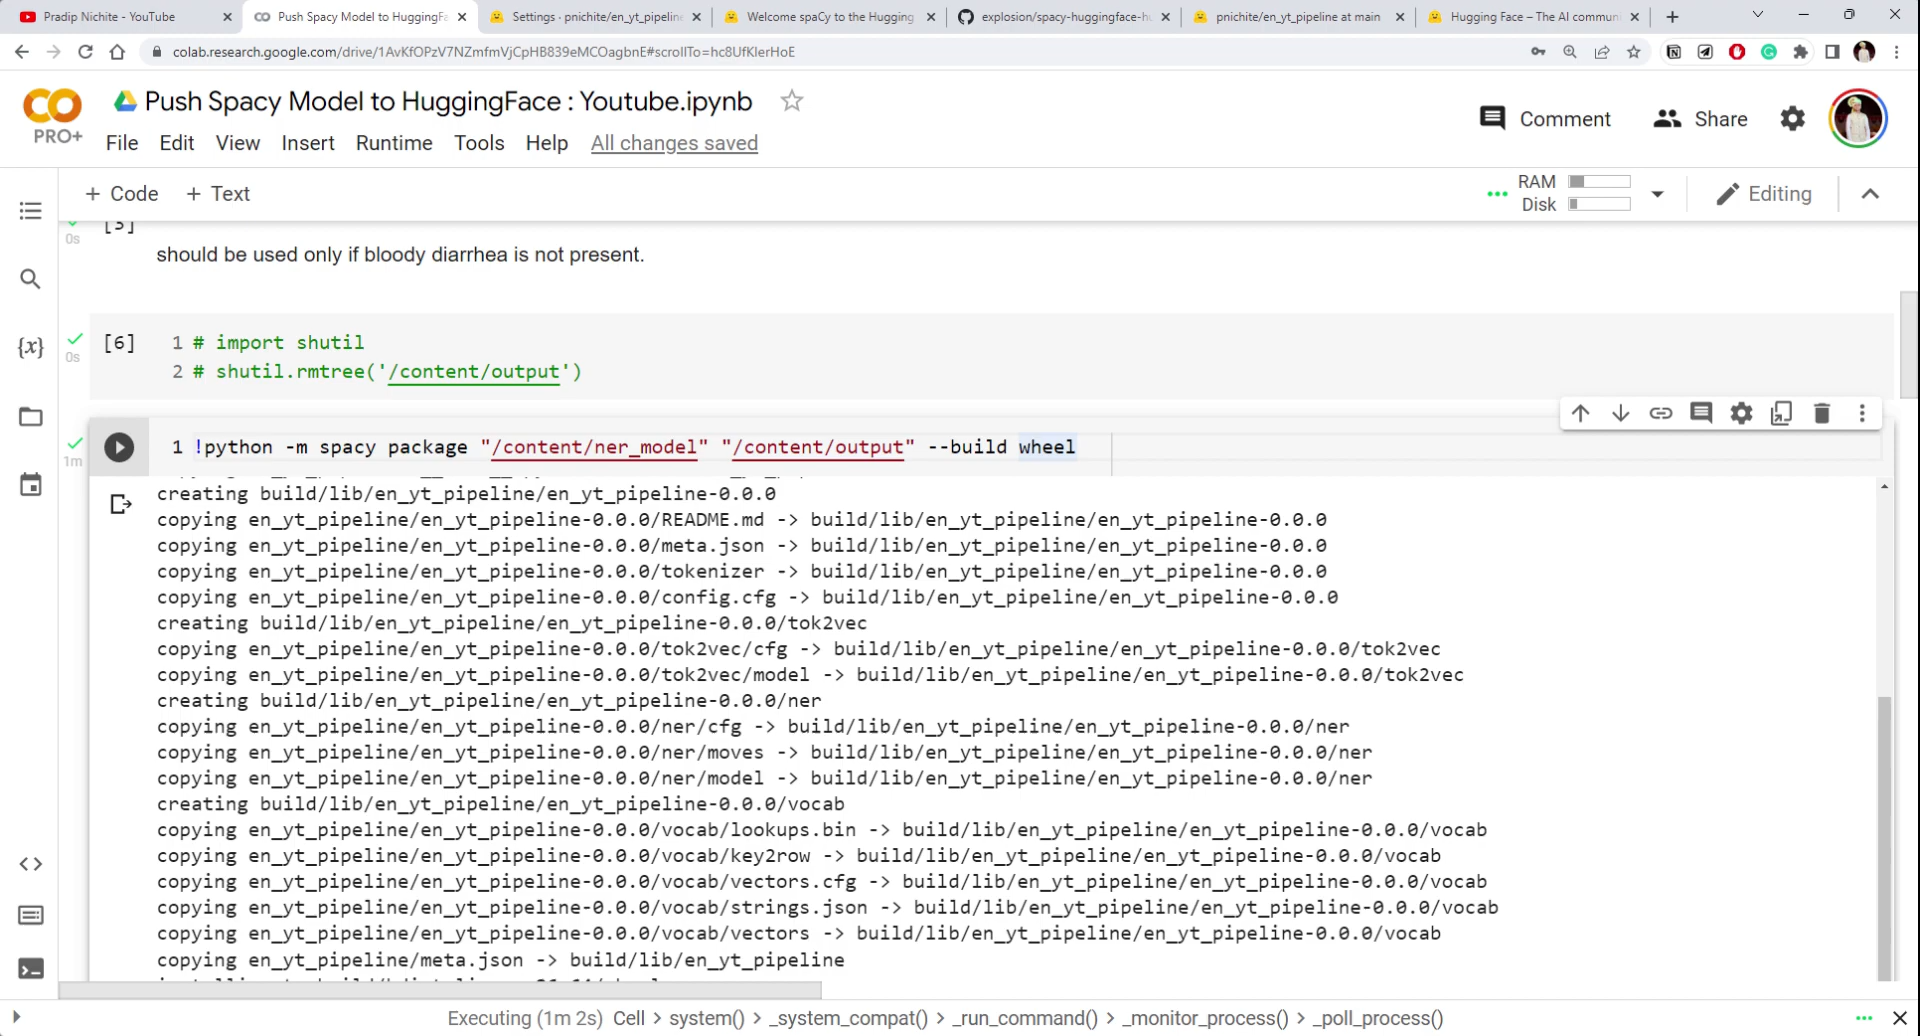 Pradip Nichite - YouTube
Push Spacy Model to HuggingFa
Settings · pnichite/en_yt_pipeline
Welcome spaCy to the Hugging
explosion/spacy-huggingface-hu
pnichite/en_yt_pipeline at main
Hugging Face – The AI commun
colab.research.google.com/drive/1AvKfOPzV7NZmfmVjCpHB839eMCOagbnE#scrollTo=hc8UfKIerHoE
PRO+
Push Spacy Model to HuggingFace : Youtube.ipynb
File Edit View Insert Runtime Tools Help All changes saved
Comment
Share
+ Code + Text
RAM
Disk
Editing
0s
[3]
should be used only if bloody diarrhea is not present.
{x}
0s
[6]
1 # import shutil
2 # shutil.rmtree('/content/output')
1m
1 !python -m spacy package "/content/ner_model" "/content/output" --build wheel
creating build/lib/en_yt_pipeline/en_yt_pipeline-0.0.0
copying en_yt_pipeline/en_yt_pipeline-0.0.0/README.md -> build/lib/en_yt_pipeline/en_yt_pipeline-0.0.0
copying en_yt_pipeline/en_yt_pipeline-0.0.0/meta.json -> build/lib/en_yt_pipeline/en_yt_pipeline-0.0.0
copying en_yt_pipeline/en_yt_pipeline-0.0.0/tokenizer -> build/lib/en_yt_pipeline/en_yt_pipeline-0.0.0
copying en_yt_pipeline/en_yt_pipeline-0.0.0/config.cfg -> build/lib/en_yt_pipeline/en_yt_pipeline-0.0.0
creating build/lib/en_yt_pipeline/en_yt_pipeline-0.0.0/tok2vec
copying en_yt_pipeline/en_yt_pipeline-0.0.0/tok2vec/cfg -> build/lib/en_yt_pipeline/en_yt_pipeline-0.0.0/tok2vec
copying en_yt_pipeline/en_yt_pipeline-0.0.0/tok2vec/model -> build/lib/en_yt_pipeline/en_yt_pipeline-0.0.0/tok2vec
creating build/lib/en_yt_pipeline/en_yt_pipeline-0.0.0/ner
copying en_yt_pipeline/en_yt_pipeline-0.0.0/ner/cfg -> build/lib/en_yt_pipeline/en_yt_pipeline-0.0.0/ner
copying en_yt_pipeline/en_yt_pipeline-0.0.0/ner/moves -> build/lib/en_yt_pipeline/en_yt_pipeline-0.0.0/ner
copying en_yt_pipeline/en_yt_pipeline-0.0.0/ner/model -> build/lib/en_yt_pipeline/en_yt_pipeline-0.0.0/ner
creating build/lib/en_yt_pipeline/en_yt_pipeline-0.0.0/vocab
copying en_yt_pipeline/en_yt_pipeline-0.0.0/vocab/lookups.bin -> build/lib/en_yt_pipeline/en_yt_pipeline-0.0.0/vocab
copying en_yt_pipeline/en_yt_pipeline-0.0.0/vocab/key2row -> build/lib/en_yt_pipeline/en_yt_pipeline-0.0.0/vocab
copying en_yt_pipeline/en_yt_pipeline-0.0.0/vocab/vectors.cfg -> build/lib/en_yt_pipeline/en_yt_pipeline-0.0.0/vocab
copying en_yt_pipeline/en_yt_pipeline-0.0.0/vocab/strings.json -> build/lib/en_yt_pipeline/en_yt_pipeline-0.0.0/vocab
copying en_yt_pipeline/en_yt_pipeline-0.0.0/vocab/vectors -> build/lib/en_yt_pipeline/en_yt_pipeline-0.0.0/vocab
copying en_yt_pipeline/meta.json -> build/lib/en_yt_pipeline
Executing (1m 2s) Cell > system() > _system_compat() > _run_command() > _monitor_process() > _poll_process()